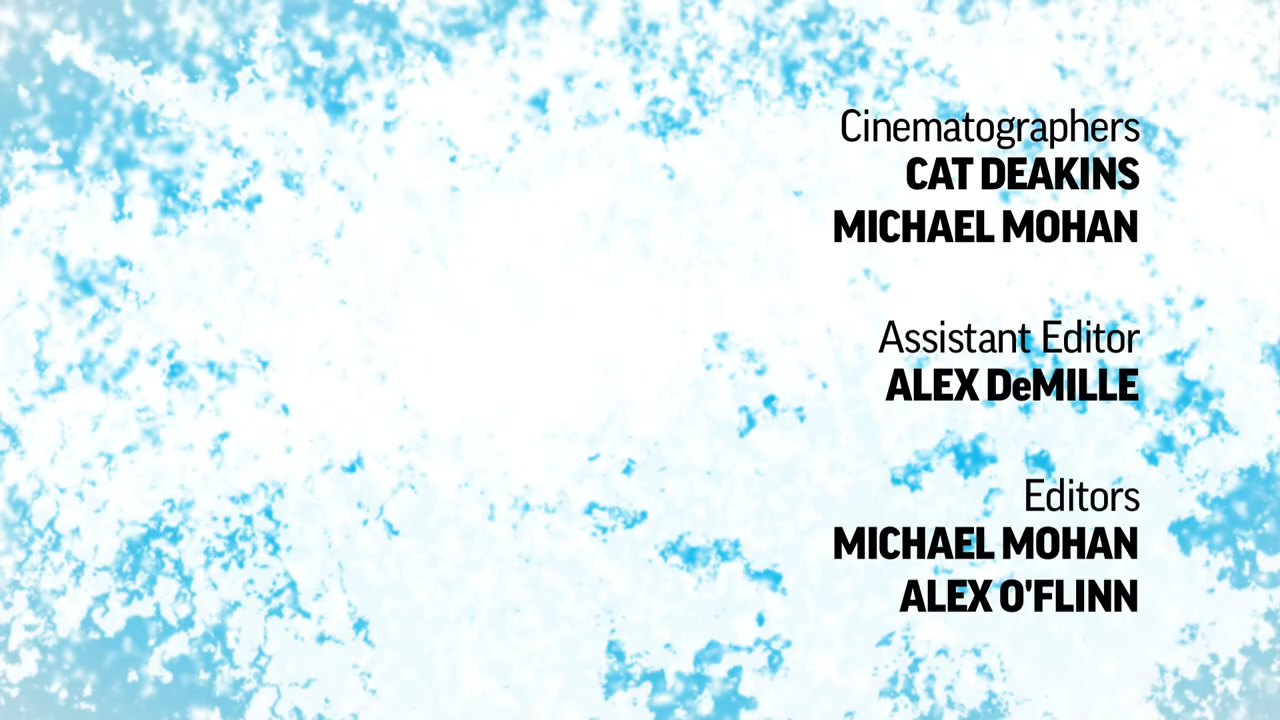 Cinematographers
CAT DEAKINS
MICHAEL MOHAN
Assistant Editor
ALEX DeMILLE
Editors
MICHAEL MOHAN
ALEX O'FLINN